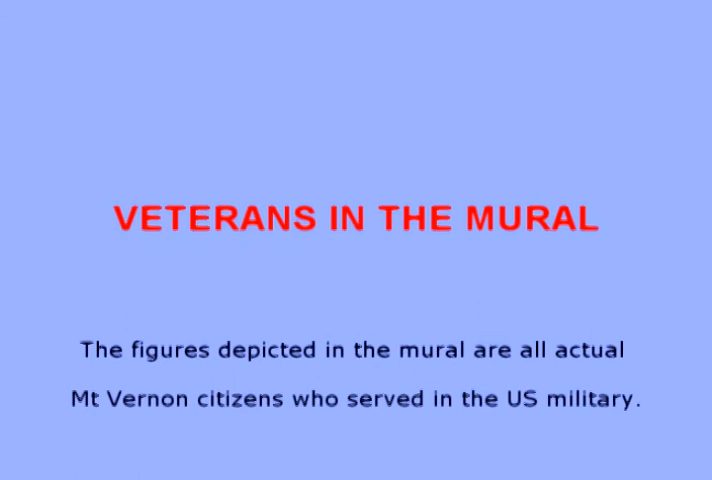 VETERANS IN THE MURAL
The figures depicted in the mural are all actual
Mt Vernon citizens who served in the US military.